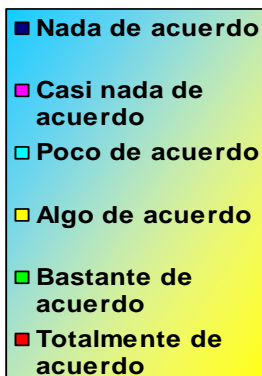 Nada de acuerdo
Casi nada de
acuerdo
Poco de acuerdo
Algo de acuerdo
Bastante de
acuerdo
Totalmente de
acuerdo